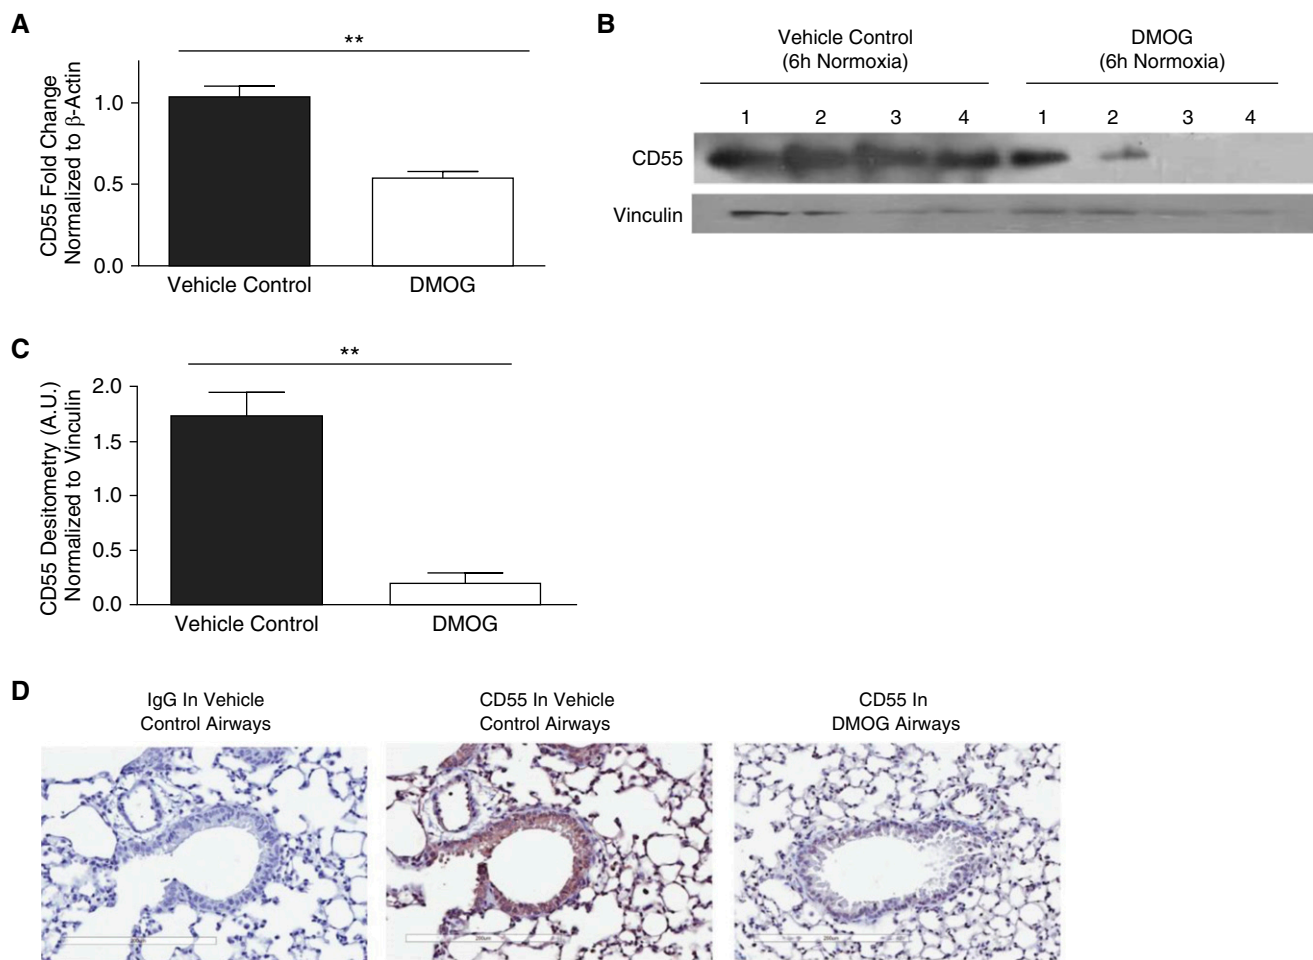 A
**
CD55 Fold Change
Normalized to β-Actin
1.0
0.5
0.0
Vehicle Control
DMOG
B
Vehicle Control
(6h Normoxia)
DMOG
(6h Normoxia)
1 2 3 4 1 2 3 4
CD55
Vinculin
C
**
CD55 Desitometry (A.U.)
Normalized to Vinculin
2.0
1.5
1.0
0.5
0.0
Vehicle Control
DMOG
D
IgG In Vehicle
Control Airways
CD55 In Vehicle
Control Airways
CD55 In
DMOG Airways